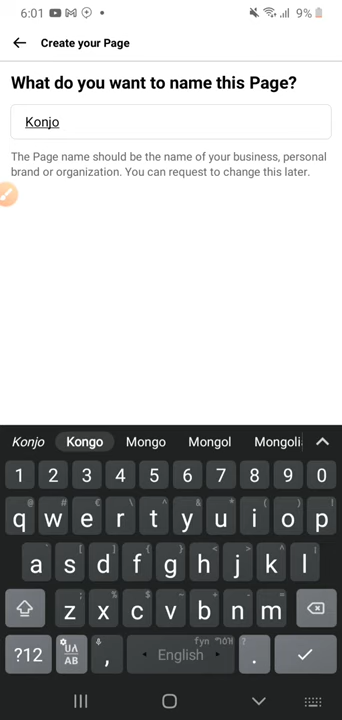 6:01
9%
Create your Page
What do you want to name this Page?
Konjo
The Page name should be the name of your business, personal
brand or organization. You can request to change this later.
Konjo Kongo Mongo Mongol Mongoli
1 2 3 4 5 6 7 8 9 0
q w e r t y u i o p
a s d f g h j k l
z x c v b n m
?12 , English .